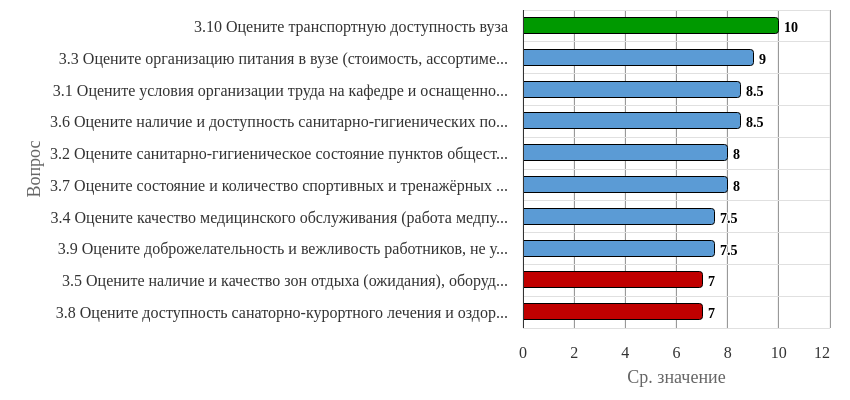 3.10 Оцените транспортную доступность вуза 10
3.3 Оцените организацию питания в вузе (стоимость, ассортиме... 9
3.1 Оцените условия организации труда на кафедре и оснащенно... 8.5
3.6 Оцените наличие и доступность санитарно-гигиенических по... 8.5
3.2 Оцените санитарно-гигиеническое состояние пунктов общест... 8
3.7 Оцените состояние и количество спортивных и тренажёрных ... 8
3.4 Оцените качество медицинского обслуживания (работа медпу... 7.5
3.9 Оцените доброжелательность и вежливость работников, не у... 7.5
3.5 Оцените наличие и качество зон отдыха (ожидания), оборуд... 7
3.8 Оцените доступность санаторно-курортного лечения и оздор... 7
Вопрос
0 2 4 6 8 10 12
Ср. значение